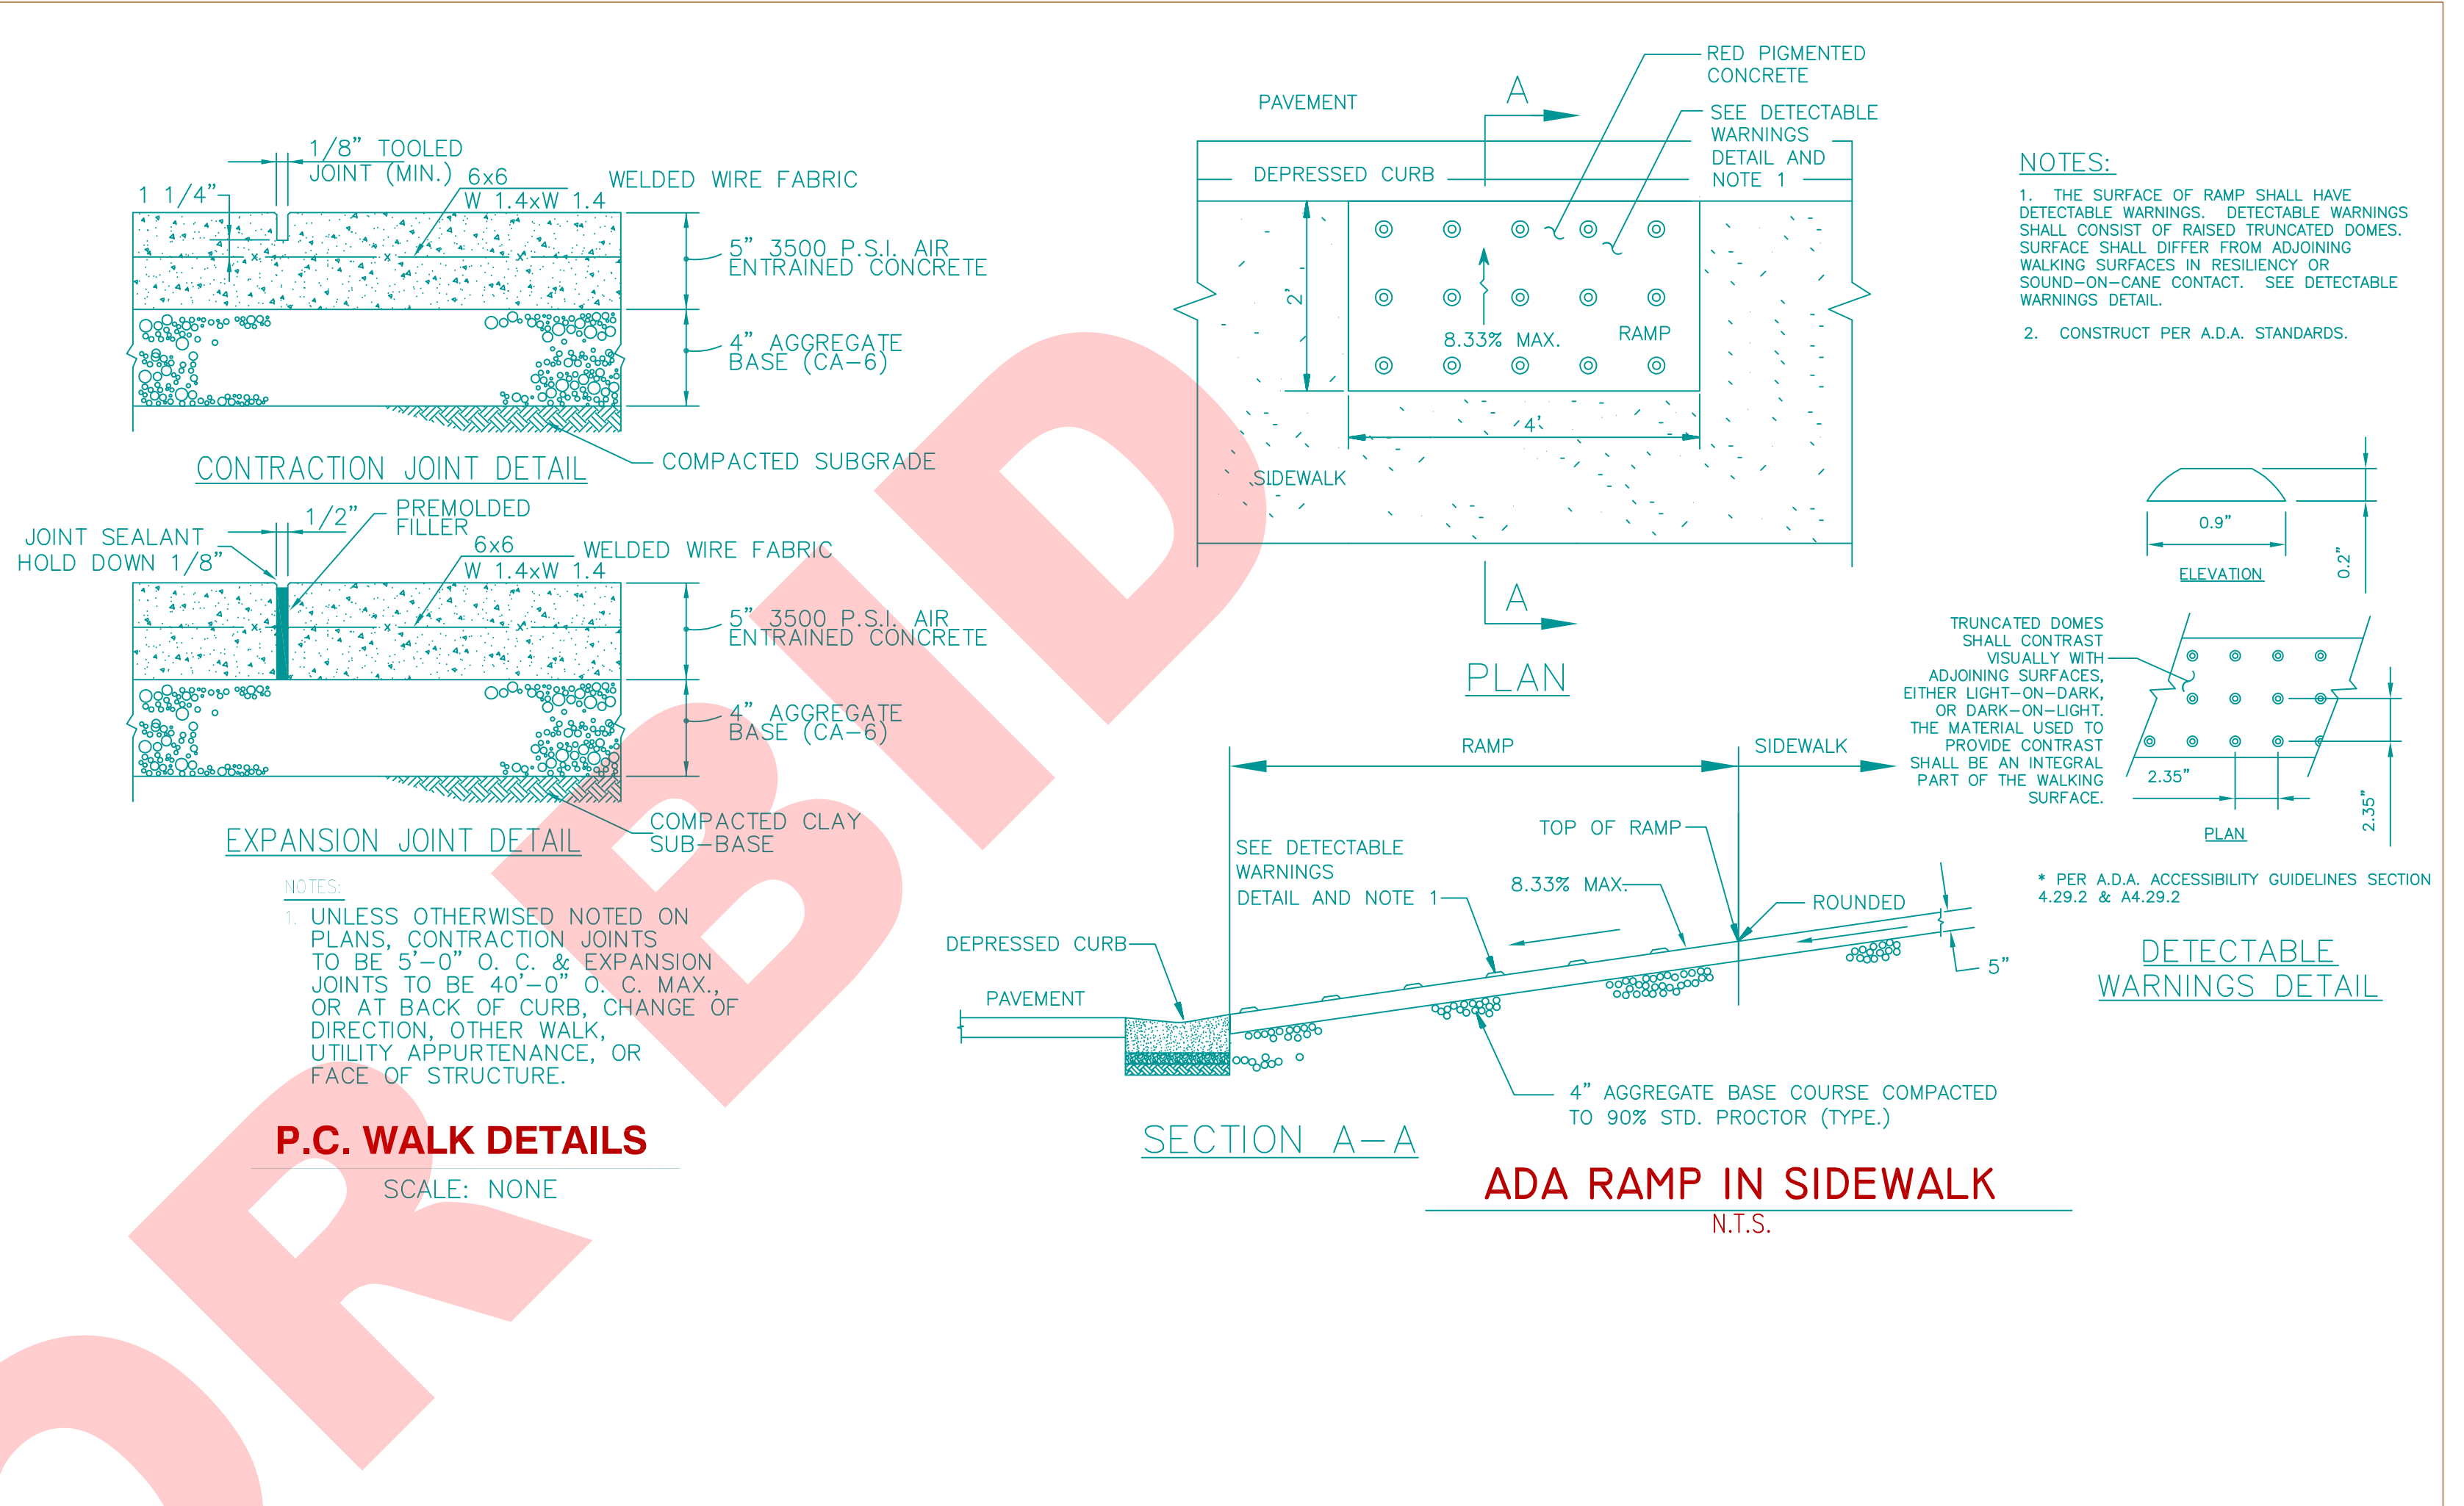 1/8" TOOLED
JOINT (MIN.)
1 1/4"
6x6
W 1.4xW 1.4
WELDED WIRE FABRIC
5" 3500 P.S.I. AIR
ENTRAINED CONCRETE
4" AGGREGATE
BASE (CA-6)
COMPACTED SUBGRADE
CONTRACTION JOINT DETAIL
JOINT SEALANT
HOLD DOWN 1/8"
1/2"
PREMOLDED
FILLER
6x6
W 1.4xW 1.4
WELDED WIRE FABRIC
5" 3500 P.S.I. AIR
ENTRAINED CONCRETE
4" AGGREGATE
BASE (CA-6)
COMPACTED CLAY
SUB-BASE
EXPANSION JOINT DETAIL
NOTES:
1. UNLESS OTHERWISED NOTED ON
PLANS, CONTRACTION JOINTS
TO BE 5'-0" O. C. & EXPANSION
JOINTS TO BE 40'-0" O. C. MAX.,
OR AT BACK OF CURB, CHANGE OF
DIRECTION, OTHER WALK,
UTILITY APPURTENANCE, OR
FACE OF STRUCTURE.
P.C. WALK DETAILS
SCALE: NONE
PAVEMENT
A
RED PIGMENTED
CONCRETE
SEE DETECTABLE
WARNINGS
DETAIL AND
NOTE 1
DEPRESSED CURB
2'
8.33% MAX.
RAMP
4'
SIDEWALK
A
PLAN
RAMP
SIDEWALK
TOP OF RAMP
SEE DETECTABLE
WARNINGS
DETAIL AND NOTE 1
8.33% MAX.
ROUNDED
DEPRESSED CURB
PAVEMENT
5"
4" AGGREGATE BASE COURSE COMPACTED
TO 90% STD. PROCTOR (TYPE.)
SECTION A-A
ADA RAMP IN SIDEWALK
N.T.S.
NOTES:
1. THE SURFACE OF RAMP SHALL HAVE
DETECTABLE WARNINGS. DETECTABLE WARNINGS
SHALL CONSIST OF RAISED TRUNCATED DOMES.
SURFACE SHALL DIFFER FROM ADJOINING
WALKING SURFACES IN RESILIENCY OR
SOUND-ON-CANE CONTACT. SEE DETECTABLE
WARNINGS DETAIL.
2. CONSTRUCT PER A.D.A. STANDARDS.
0.9"
0.2"
ELEVATION
TRUNCATED DOMES
SHALL CONTRAST
VISUALLY WITH
ADJOINING SURFACES,
EITHER LIGHT-ON-DARK,
OR DARK-ON-LIGHT.
THE MATERIAL USED TO
PROVIDE CONTRAST
SHALL BE AN INTEGRAL
PART OF THE WALKING
SURFACE.
2.35"
2.35"
PLAN
* PER A.D.A. ACCESSIBILITY GUIDELINES SECTION
4.29.2 & A4.29.2
DETECTABLE
WARNINGS DETAIL
OR BID